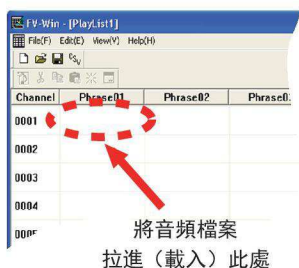 FV-Win - [PlayList1]
File(F) Edit(E) View(V) Help(H)
CSV
Channel Phrase01 Phrase02 Phrase0
0001
0002
0003
0004
將音頻檔案
拉進（載入）此處